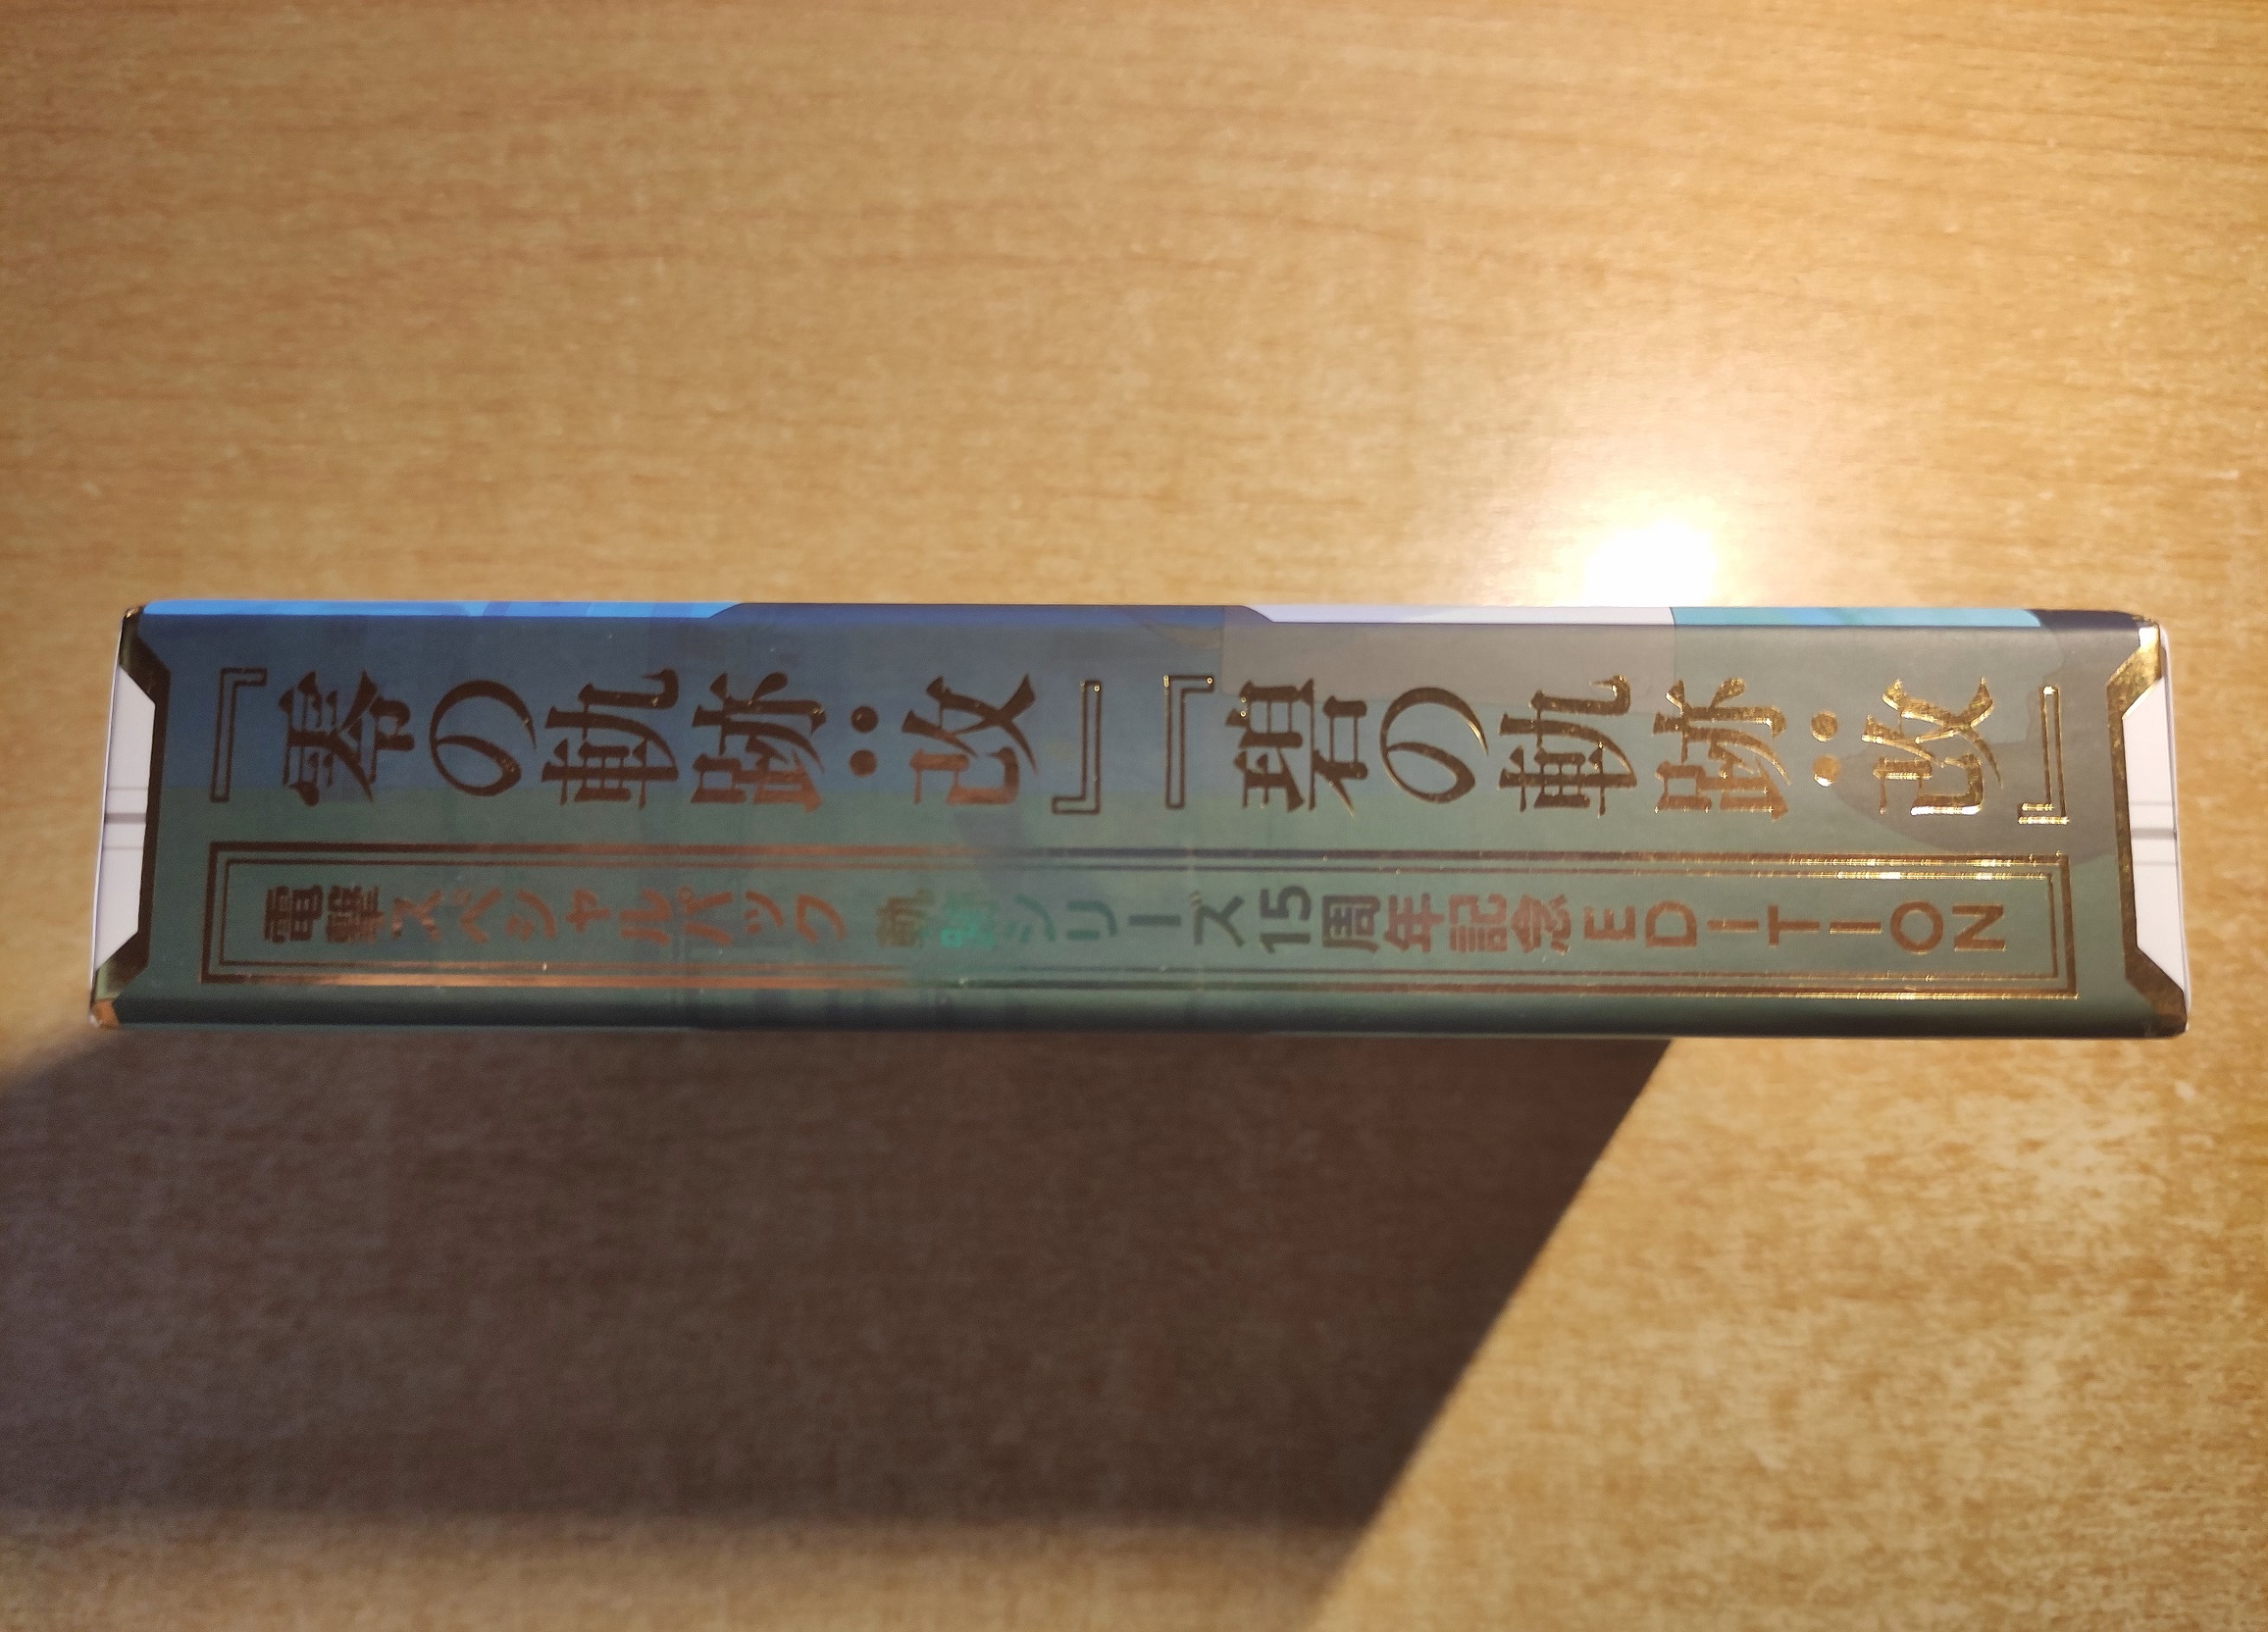 『零の軌跡：改』『碧の軌跡：改』
電撃スペシャルパック 軌跡シリーズ15周年記念EDITION